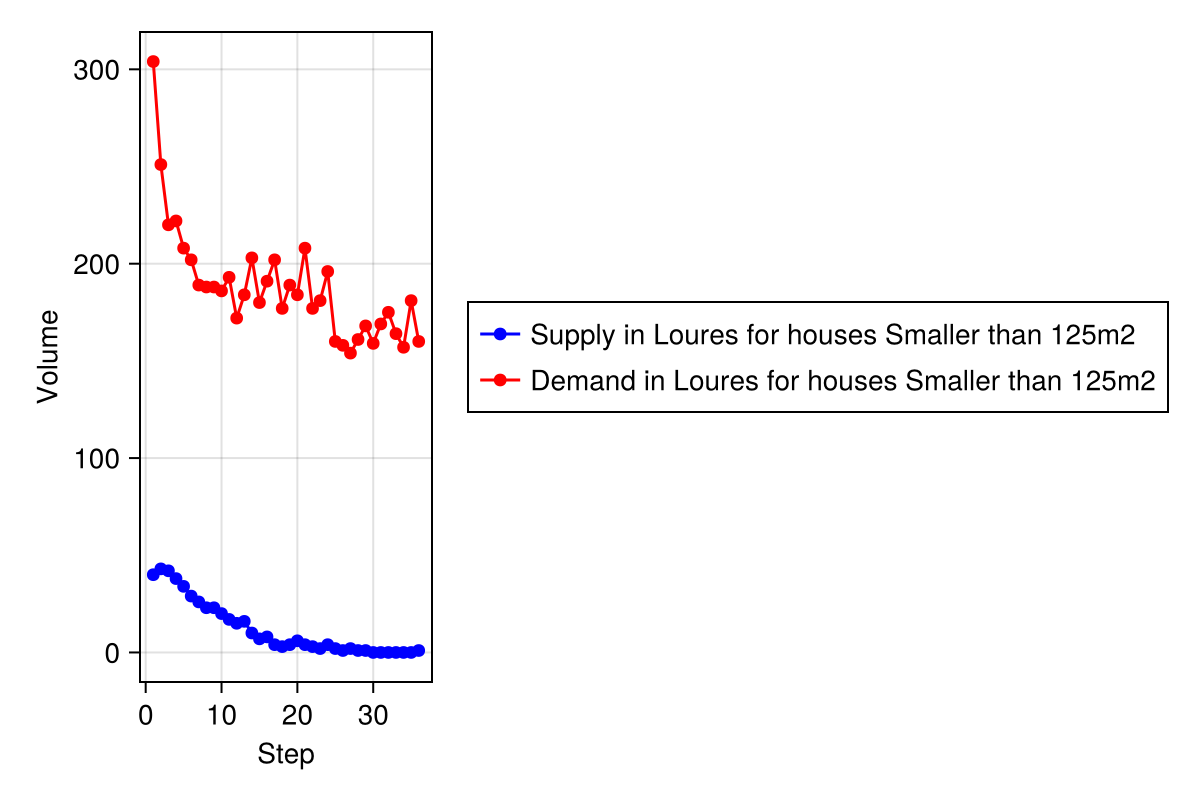 300
200
100
0
Volume
0 10 20 30
Step
Supply in Loures for houses Smaller than 125m2
Demand in Loures for houses Smaller than 125m2